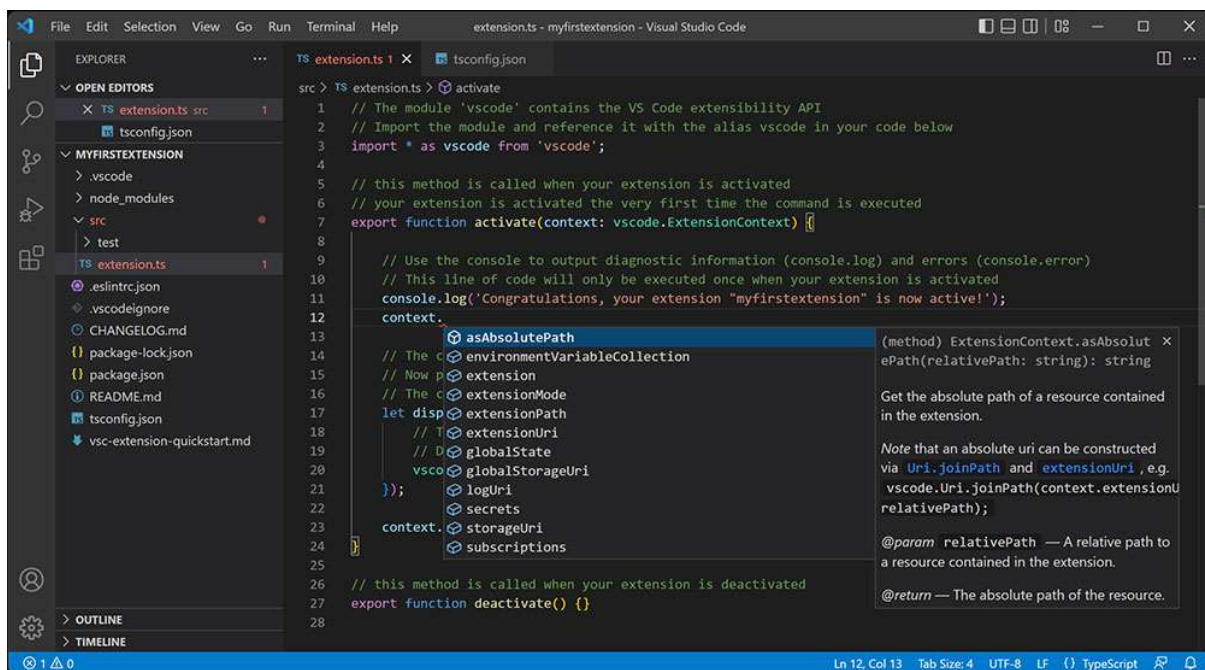 File Edit Selection View Go Run Terminal Help extension.ts - myfirstextension - Visual Studio Code
EXPLORER ···
OPEN EDITORS
TS extension.ts src 1
TS tsconfig.json
MYFIRSTEXTENSION
.vscode
node_modules
src
test
TS extension.ts 1
.eslintrc.json
.vscodeignore
CHANGELOG.md
{} package-lock.json
{} package.json
README.md
TS tsconfig.json
vsc-extension-quickstart.md
OUTLINE
TIMELINE
TS extension.ts 1 TS tsconfig.json ···
src > TS extension.ts > activate
1 // The module 'vscode' contains the VS Code extensibility API
2 // Import the module and reference it with the alias vscode in your code below
3 import * as vscode from 'vscode';
4
5 // this method is called when your extension is activated
6 // your extension is activated the very first time the command is executed
7 export function activate(context: vscode.ExtensionContext) {
8
9 // Use the console to output diagnostic information (console.log) and errors (console.error)
10 // This line of code will only be executed once when your extension is activated
11 console.log('Congratulations, your extension "myfirstextension" is now active!');
12 context.
13
14 // The c
15 // Now p
16 // The c
17 let disp
18 // T
19 // D
20 vsco
21 });
22
23 context.
24 }
25
26 // this method is called when your extension is deactivated
27 export function deactivate() {}
28
asAbsolutePath
environmentVariableCollection
extension
extensionMode
extensionPath
extensionUri
globalState
globalStorageUri
logUri
secrets
storageUri
subscriptions
(method) ExtensionContext.asAbsolut
ePath(relativePath: string): string
Get the absolute path of a resource contained
in the extension.
Note that an absolute uri can be constructed
via Uri.joinPath and extensionUri , e.g.
vscode.Uri.joinPath(context.extensionU
relativePath);
@param relativePath — A relative path to
a resource contained in the extension.
@return — The absolute path of the resource.
1 0 Ln 12, Col 13 Tab Size: 4 UTF-8 LF {} TypeScript